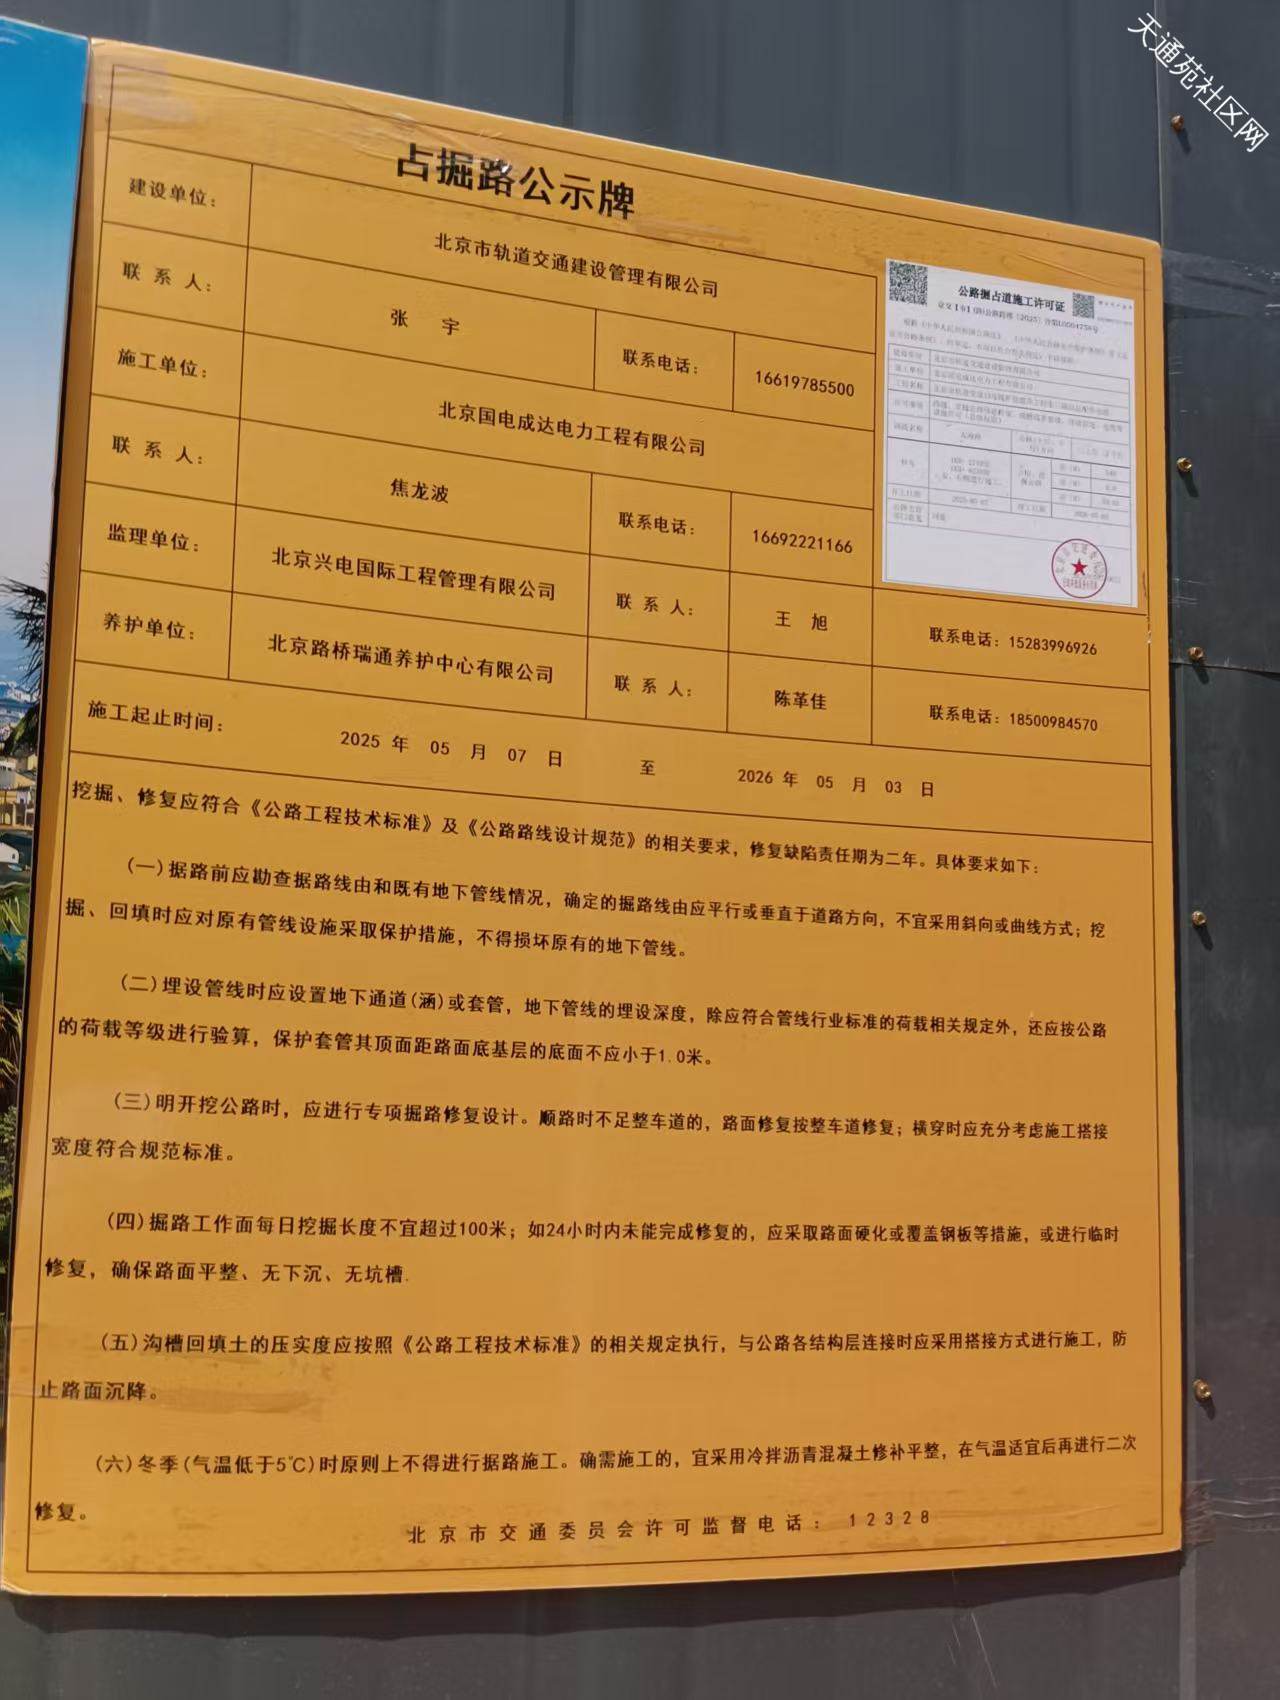 天通苑社区网
占掘路公示牌
建设单位： 北京市轨道交通建设管理有限公司
联 系 人： 张 宇 联系电话： 16619785500
施工单位： 北京国电成达电力工程有限公司
联 系 人： 焦龙波 联系电话： 16692221166
监理单位： 北京兴电国际工程管理有限公司 联 系 人： 王 旭 联系电话：15283996926
养护单位： 北京路桥瑞通养护中心有限公司 联 系 人： 陈革佳 联系电话：18500984570
施工起止时间： 2025 年 05 月 07 日 至 2026 年 05 月 03 日
公路掘占道施工许可证
挖掘、修复应符合《公路工程技术标准》及《公路路线设计规范》的相关要求，修复缺陷责任期为二年。具体要求如下：
(一)据路前应勘查据路线由和既有地下管线情况，确定的掘路线由应平行或垂直于道路方向，不宜采用斜向或曲线方式；挖
掘、回填时应对原有管线设施采取保护措施，不得损坏原有的地下管线。
(二)埋设管线时应设置地下通道(涵)或套管，地下管线的埋设深度，除应符合管线行业标准的荷载相关规定外，还应按公路
的荷载等级进行验算，保护套管其顶面距路面底基层的底面不应小于1.0米。
(三)明开挖公路时，应进行专项掘路修复设计。顺路时不足整车道的，路面修复按整车道修复；横穿时应充分考虑施工搭接
宽度符合规范标准。
(四)掘路工作面每日挖掘长度不宜超过100米；如24小时内未能完成修复的，应采取路面硬化或覆盖钢板等措施，或进行临时
修复，确保路面平整、无下沉、无坑槽.
(五)沟槽回填土的压实度应按照《公路工程技术标准》的相关规定执行，与公路各结构层连接时应采用搭接方式进行施工，防
止路面沉降。
(六)冬季(气温低于5℃)时原则上不得进行据路施工。确需施工的，宜采用冷拌沥青混凝土修补平整，在气温适宜后再进行二次
修复。
北京市交通委员会许可监督电话：12328